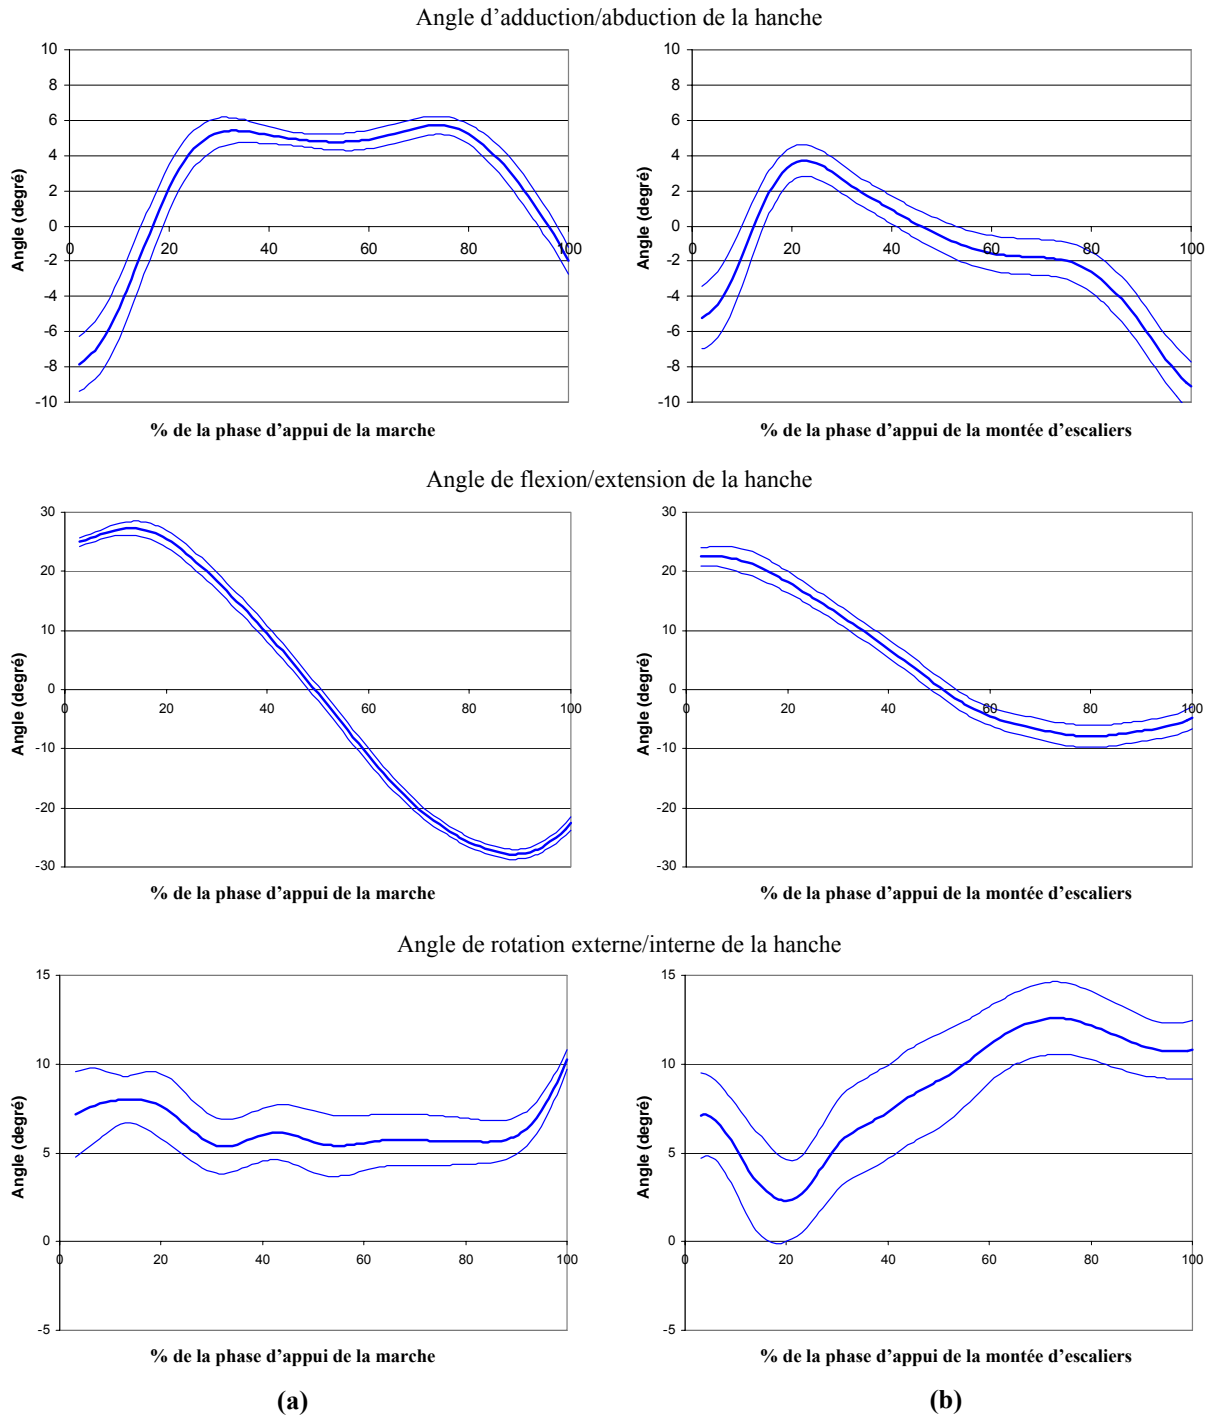 Angle d’adduction/abduction de la hanche
10
8
6
4
2
0
-2
-4
-6
-8
-10
0 20 40 60 80 100
Angle (degré)
% de la phase d’appui de la marche
10
8
6
4
2
0
-2
-4
-6
-8
-10
0 20 40 60 80 100
Angle (degré)
% de la phase d’appui de la montée d’escaliers
Angle de flexion/extension de la hanche
30
20
10
0
-10
-20
-30
0 20 40 60 80 100
Angle (degré)
% de la phase d’appui de la marche
30
20
10
0
-10
-20
-30
0 20 40 60 80 100
Angle (degré)
% de la phase d’appui de la montée d’escaliers
Angle de rotation externe/interne de la hanche
15
10
5
0
-5
0 20 40 60 80 100
Angle (degré)
% de la phase d’appui de la marche
15
10
5
0
-5
0 20 40 60 80 100
Angle (degré)
% de la phase d’appui de la montée d’escaliers
(a)
(b)